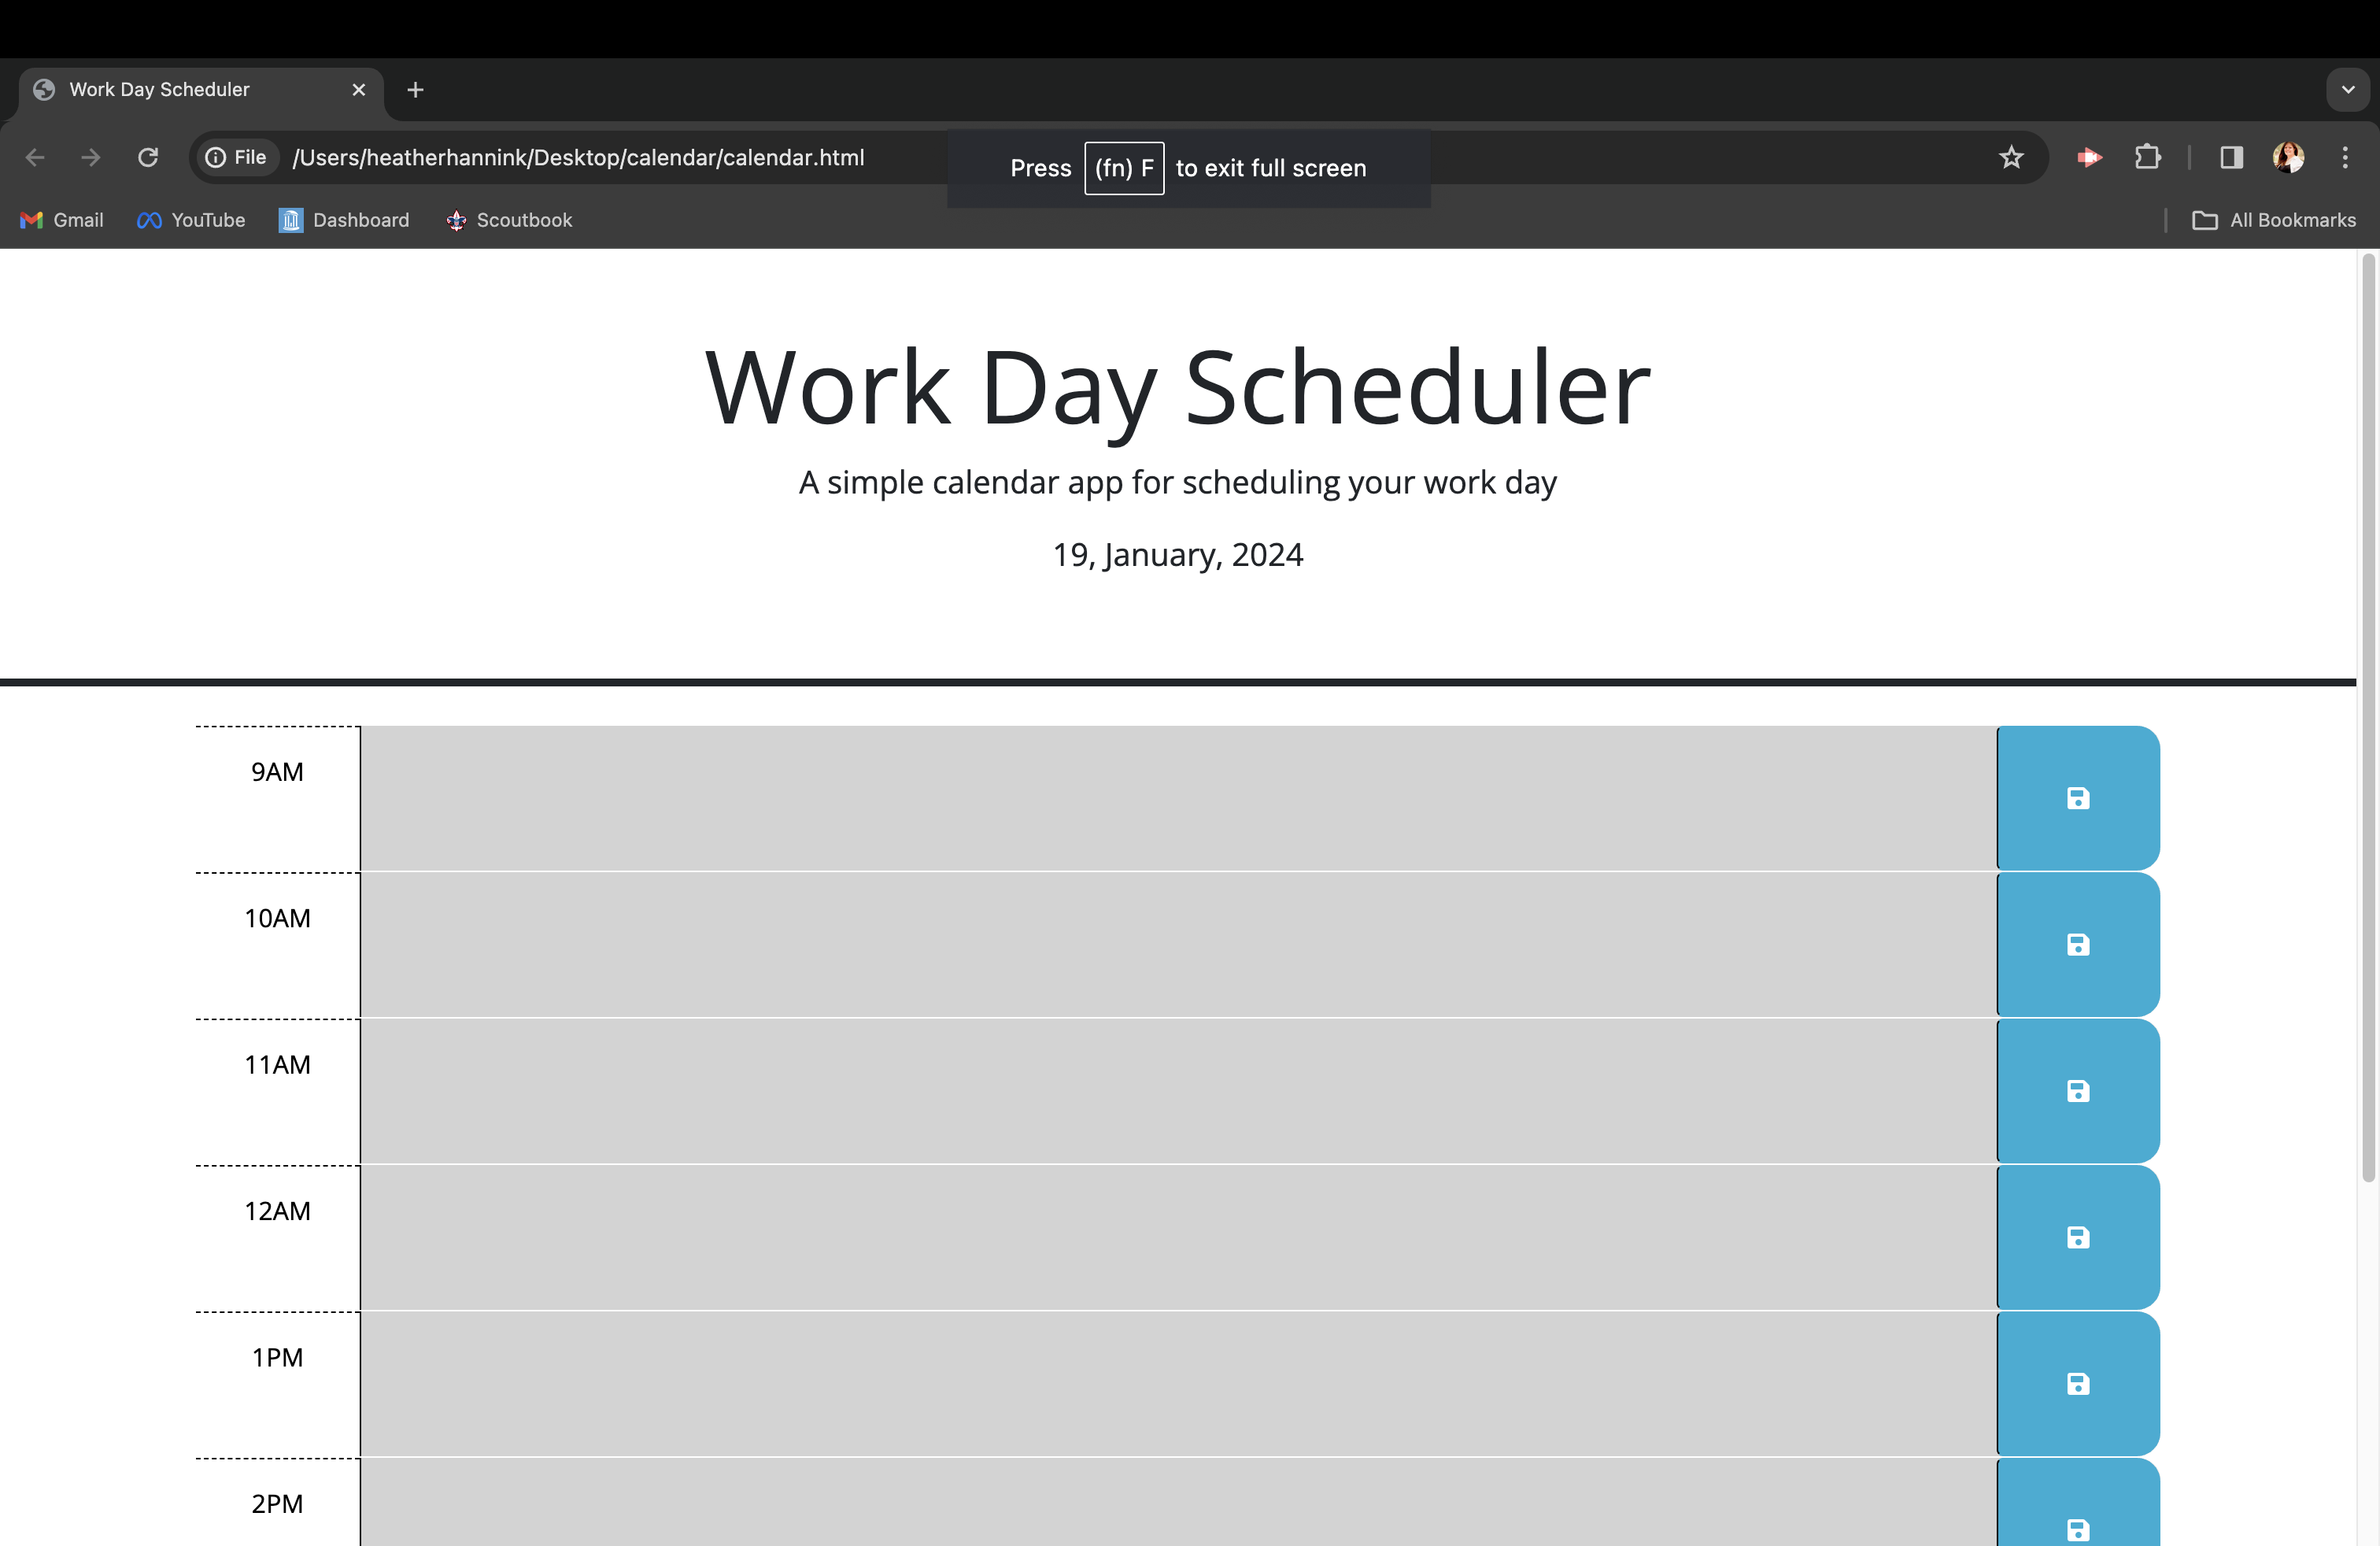 Work Day Scheduler
File /Users/heatherhannink/Desktop/calendar/calendar.html
Press (fn) F to exit full screen
Gmail YouTube Dashboard Scoutbook All Bookmarks
Work Day Scheduler
A simple calendar app for scheduling your work day
19, January, 2024
9AM
10AM
11AM
12AM
1PM
2PM